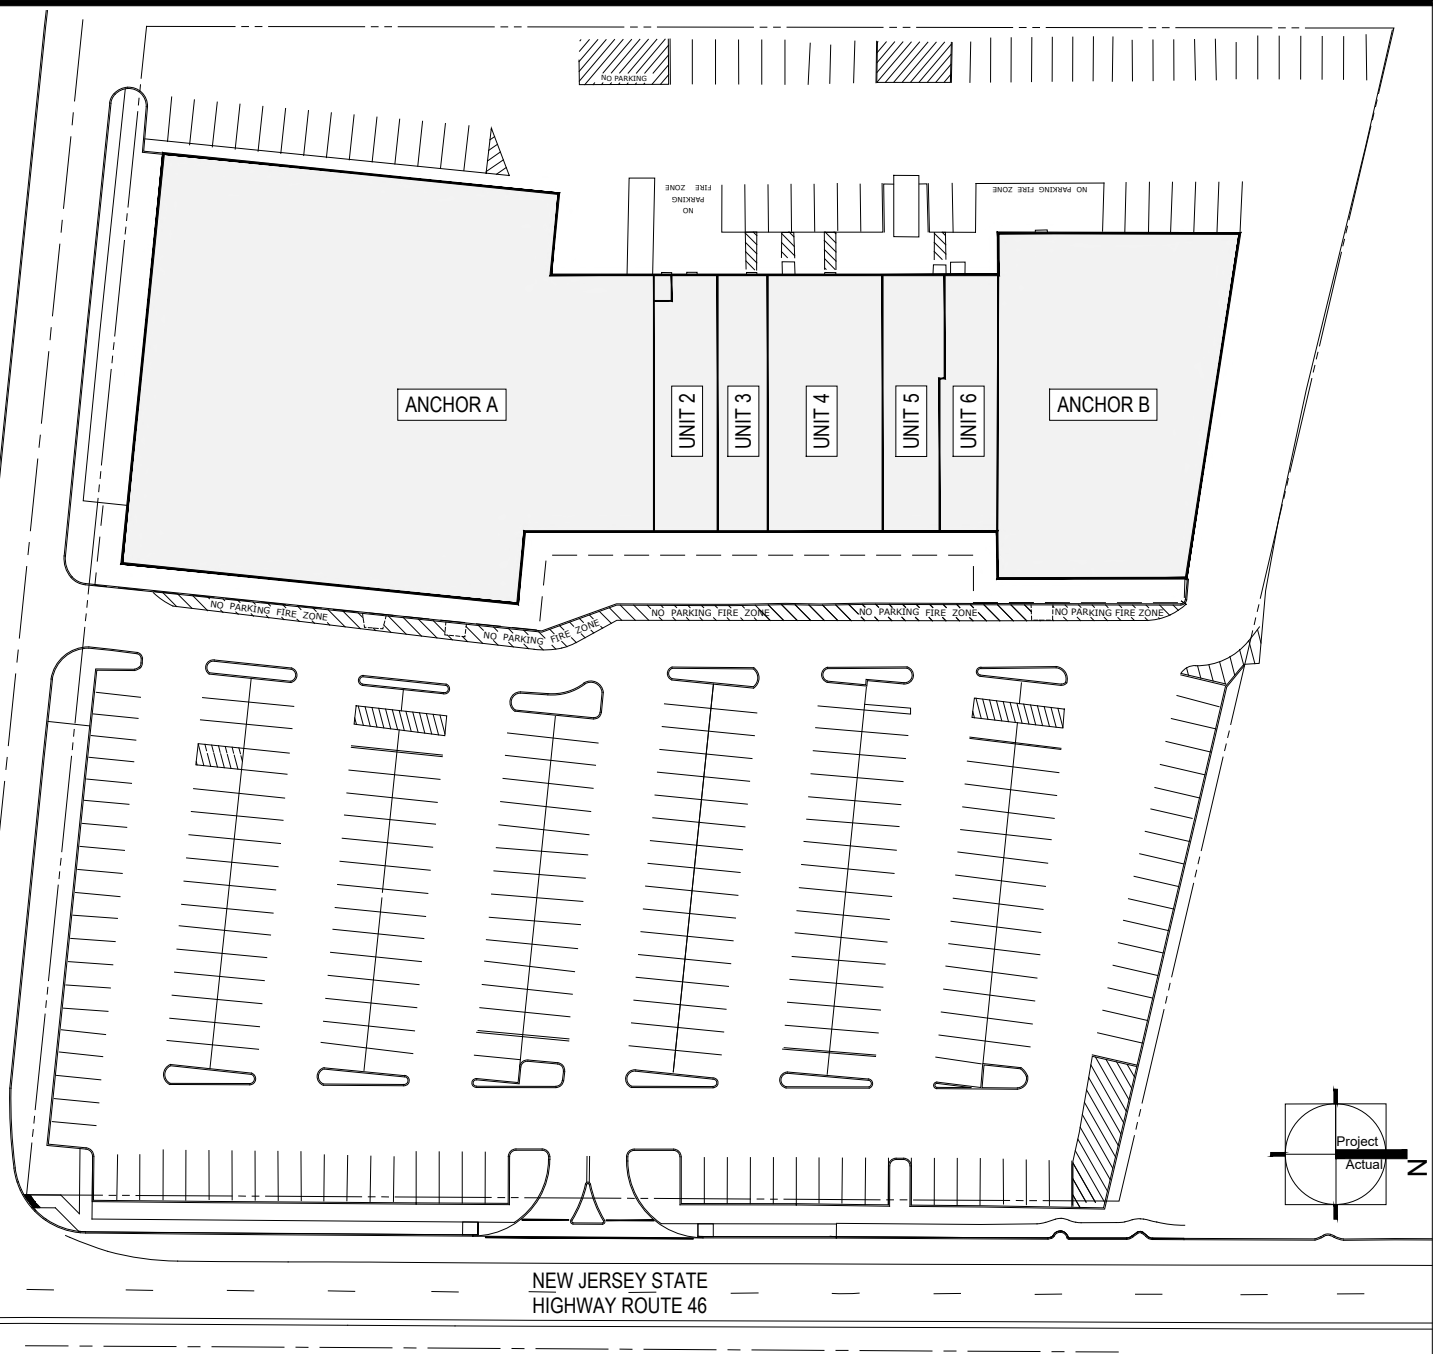 NO PARKING
FIRE ZONE
PARKING
NO
NO PARKING FIRE ZONE
ANCHOR A
UNIT 2
UNIT 3
UNIT 4
UNIT 5
UNIT 6
ANCHOR B
NO PARKING FIRE ZONE
NO PARKING FIRE ZONE
NO PARKING FIRE ZONE
NO PARKING FIRE ZONE
NO PARKING FIRE ZONE
Project
Actual
N
NEW JERSEY STATE
HIGHWAY ROUTE 46